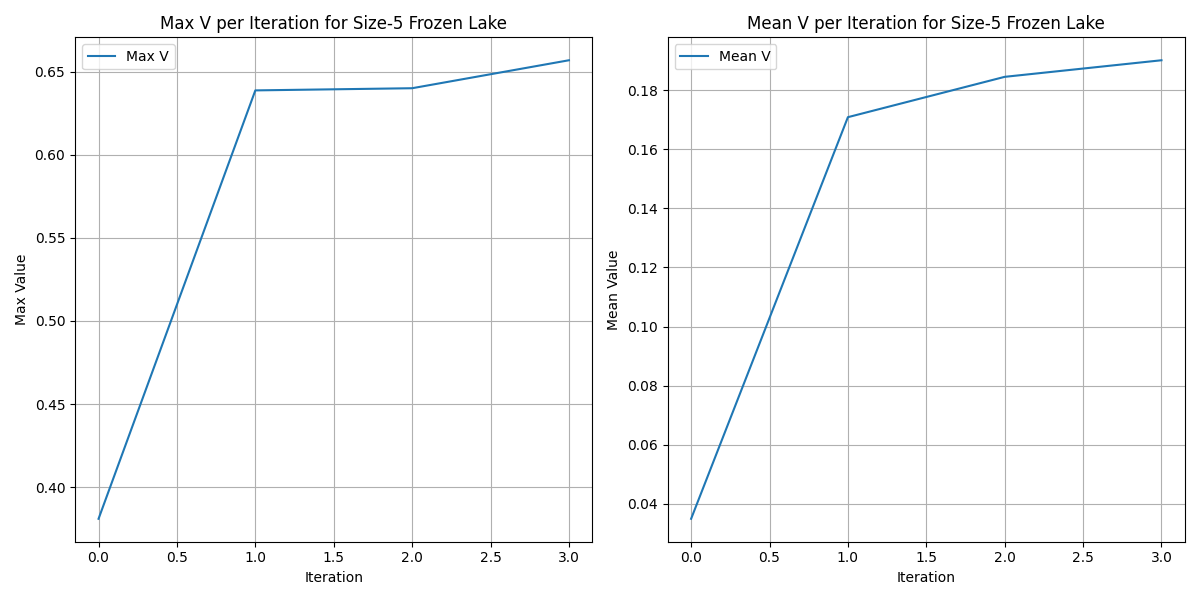 Max V per Iteration for Size-5 Frozen Lake
Max V
Max Value
0.65
0.60
0.55
0.50
0.45
0.40
0.0 0.5 1.0 1.5 2.0 2.5 3.0
Iteration
Mean V per Iteration for Size-5 Frozen Lake
Mean V
Mean Value
0.18
0.16
0.14
0.12
0.10
0.08
0.06
0.04
0.0 0.5 1.0 1.5 2.0 2.5 3.0
Iteration